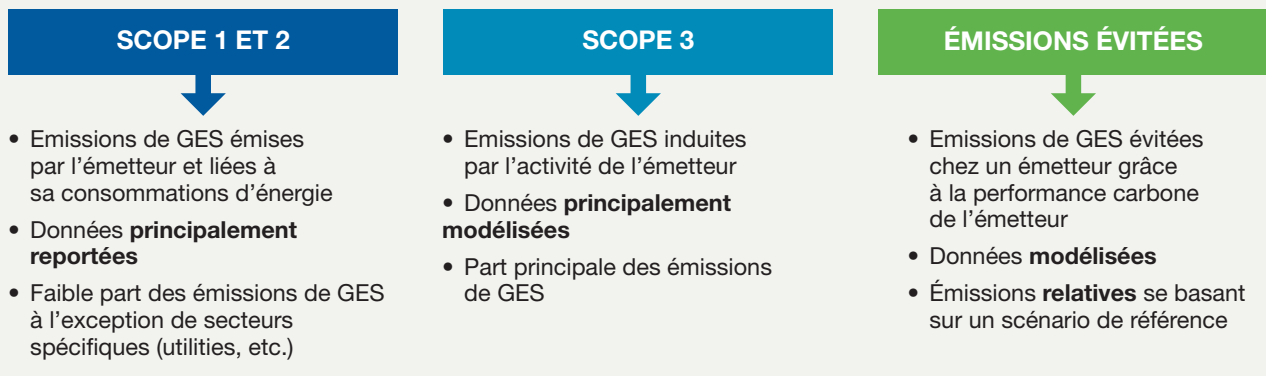 SCOPE 1 ET 2
• Emissions de GES émises
par l'émetteur et liées à
sa consommations d'énergie
• Données principalement
reportées
• Faible part des émissions de GES
à l'exception de secteurs
spécifiques (utilities, etc.)
SCOPE 3
• Emissions de GES induites
par l'activité de l'émetteur
• Données principalement
modélisées
• Part principale des émissions
de GES
ÉMISSIONS ÉVITÉES
• Emissions de GES évitées
chez un émetteur grâce
à la performance carbone
de l'émetteur
• Données modélisées
• Émissions relatives se basant
sur un scénario de référence